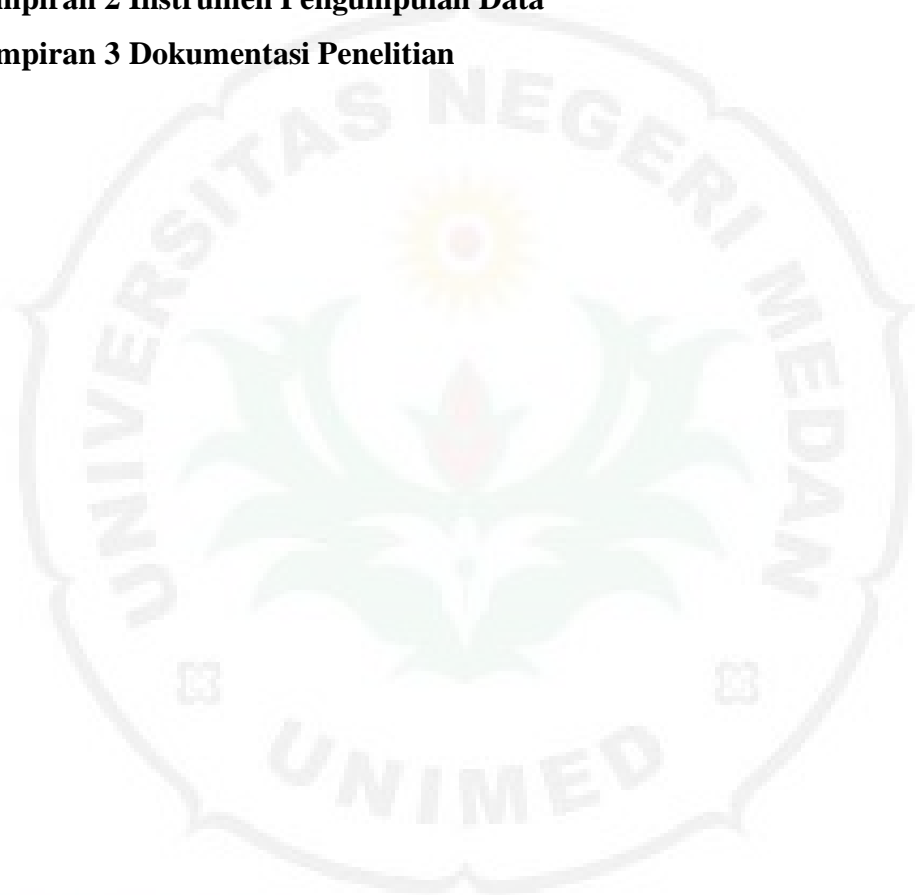 mpiran 2 Instrumen Pengumpulan Data
mpiran 3 Dokumentasi Penelitian
UNIVERSITAS NEGERI MEDAN
UNIMED